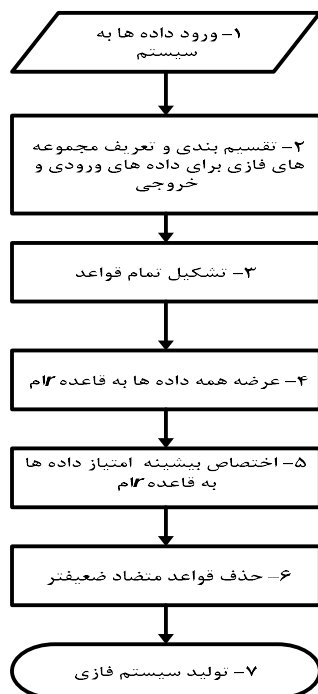 ۱- ورود داده ها به
سیستم
۲- تقسیم بندی و تعریف مجموعه
های فازی برای داده های ورودی و
خروجی
۳- تشکیل تمام قواعد
۴- عرضه همه داده ها به قاعده rام
۵- اختصاص بیشینه امتیاز داده ها
به قاعده rام
۶- حذف قواعد متضاد ضعیفتر
۷- تولید سیستم فازی